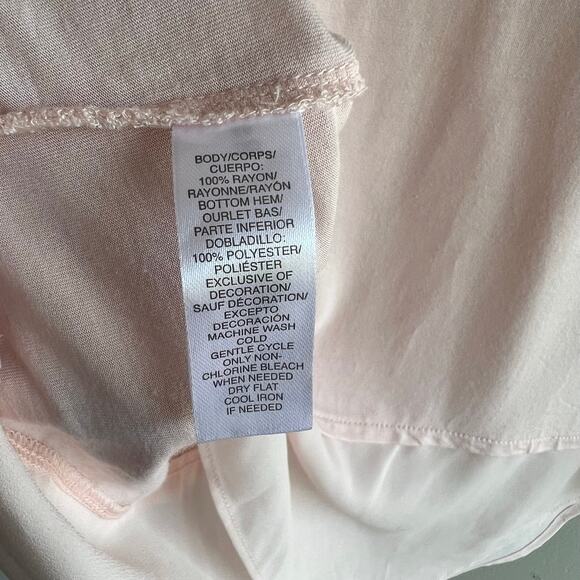 BODY/CORPS/
CUERPO:
100% RAYON/
RAYONNE/RAYÓN
BOTTOM HEM/
OURLET BAS/
PARTE INFERIOR
DOBLADILLO:
100% POLYESTER/
POLIÉSTER
EXCLUSIVE OF
DECORATION/
SAUF DÉCORATION/
EXCEPTO
DECORACIÓN
MACHINE WASH
COLD
GENTLE CYCLE
ONLY NON-
CHLORINE BLEACH
WHEN NEEDED
DRY FLAT
COOL IRON
IF NEEDED